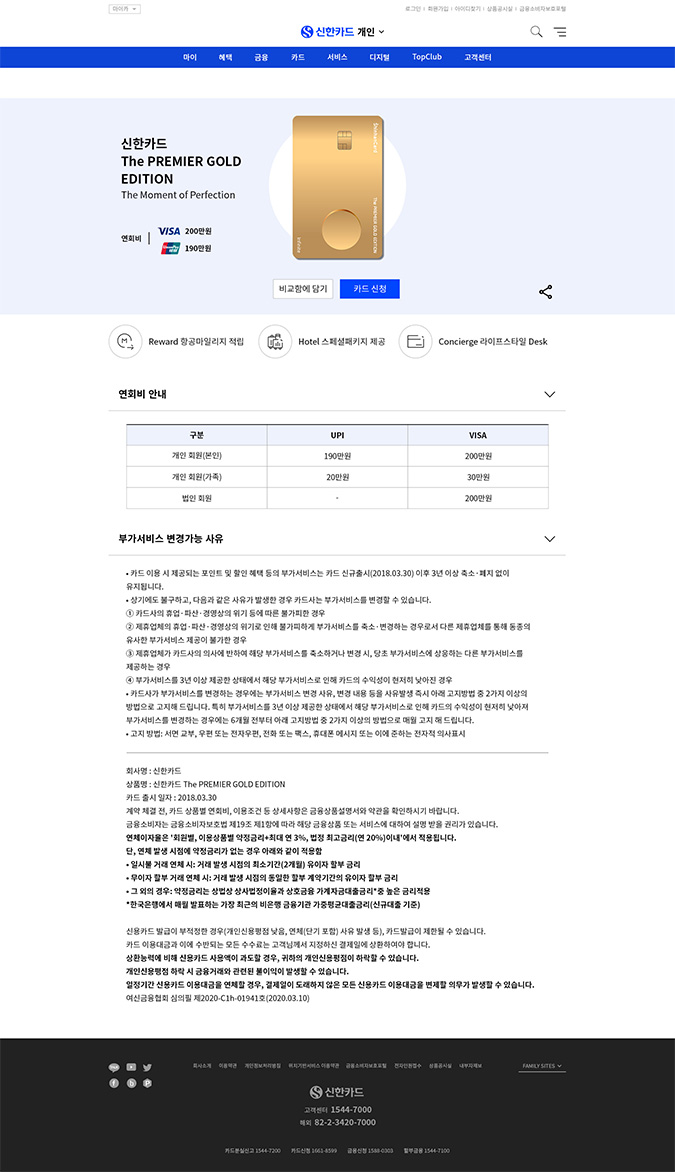 마이카
로그인 | 회원가입 | 아이디찾기 | 상품공시실 | 금융소비자보호포털
신한카드 개인
마이 혜택 금융 카드 서비스 디지털 TopClub 고객센터
신한카드
The PREMIER GOLD
EDITION
The Moment of Perfection
연회비 | VISA 200만원
190만원
ShinhanCard
The PREMIER GOLD EDITION
비교함에 담기 카드 신청
Reward 항공마일리지 적립 Hotel 스페셜패키지 제공 Concierge 라이프스타일 Desk
연회비 안내
구분 UPI VISA
개인 회원(본인) 190만원 200만원
개인 회원(가족) 20만원 30만원
법인 회원 - 200만원
부가서비스 변경가능 사유
• 카드 이용 시 제공되는 포인트 및 할인 혜택 등의 부가서비스는 카드 신규출시(2018.03.30) 이후 3년 이상 축소·폐지 없이
유지됩니다.
• 상기에도 불구하고, 다음과 같은 사유가 발생한 경우 카드사는 부가서비스를 변경할 수 있습니다.
① 카드사의 휴업·파산·경영상의 위기 등에 따른 불가피한 경우
② 제휴업체의 휴업·파산·경영상의 위기로 인해 불가피하게 부가서비스를 축소·변경하는 경우로서 다른 제휴업체를 통해 동종의
유사한 부가서비스 제공이 불가한 경우
③ 제휴업체가 카드사의 의사에 반하여 해당 부가서비스를 축소하거나 변경 시, 당초 부가서비스에 상응하는 다른 부가서비스를
제공하는 경우
④ 부가서비스를 3년 이상 제공한 상태에서 해당 부가서비스로 인해 카드의 수익성이 현저히 낮아진 경우
• 카드사가 부가서비스를 변경하는 경우에는 부가서비스 변경 사유, 변경 내용 등을 사유발생 즉시 아래 고지방법 중 2가지 이상의
방법으로 고지해 드립니다. 특히 부가서비스를 3년 이상 제공한 상태에서 해당 부가서비스로 인해 카드의 수익성이 현저히 낮아져
부가서비스를 변경하는 경우에는 6개월 전부터 아래 고지방법 중 2가지 이상의 방법으로 매월 고지 해 드립니다.
• 고지 방법: 서면 교부, 우편 또는 전자우편, 전화 또는 팩스, 휴대폰 메시지 또는 이에 준하는 전자적 의사표시
회사명 : 신한카드
상품명 : 신한카드 The PREMIER GOLD EDITION
카드 출시 일자 : 2018.03.30
계약 체결 전, 카드 상품별 연회비, 이용조건 등 상세사항은 금융상품설명서와 약관을 확인하시기 바랍니다.
금융소비자는 금융소비자보호법 제19조 제1항에 따라 해당 금융상품 또는 서비스에 대하여 설명 받을 권리가 있습니다.
연체이자율은 '회원별, 이용상품별 약정금리+최대 연 3%, 법정 최고금리(연 20%)이내'에서 적용됩니다.
단, 연체 발생 시점에 약정금리가 없는 경우 아래와 같이 적용함
• 일시불 거래 연체 시: 거래 발생 시점의 최소기간(2개월) 유이자 할부 금리
• 무이자 할부 거래 연체 시: 거래 발생 시점의 동일한 할부 계약기간의 유이자 할부 금리
• 그 외의 경우: 약정금리는 상법상 상사법정이율과 상호금융 가계자금대출금리*중 높은 금리적용
*한국은행에서 매월 발표하는 가장 최근의 비은행 금융기관 가중평균대출금리(신규대출 기준)
신용카드 발급이 부적정한 경우(개인신용평점 낮음, 연체(단기 포함) 사유 발생 등), 카드발급이 제한될 수 있습니다.
카드 이용대금과 이에 수반되는 모든 수수료는 고객님께서 지정하신 결제일에 상환하여야 합니다.
상환능력에 비해 신용카드 사용액이 과도할 경우, 귀하의 개인신용평점이 하락할 수 있습니다.
개인신용평점 하락 시 금융거래와 관련된 불이익이 발생할 수 있습니다.
일정기간 신용카드 이용대금을 연체할 경우, 결제일이 도래하지 않은 모든 신용카드 이용대금을 변제할 의무가 발생할 수 있습니다.
여신금융협회 심의필 제2020-C1h-01941호(2020.03.10)
회사소개 이용약관 개인정보처리방침 위치기반서비스 이용약관 금융소비자보호포털 전자민원접수 상품공시실 내부자제보 FAMILY SITES
신한카드
고객센터 1544-7000
해외 82-2-3420-7000
카드분실신고 1544-7200 카드신청 1661-8599 금융신청 1588-0303 할부금융 1544-7100